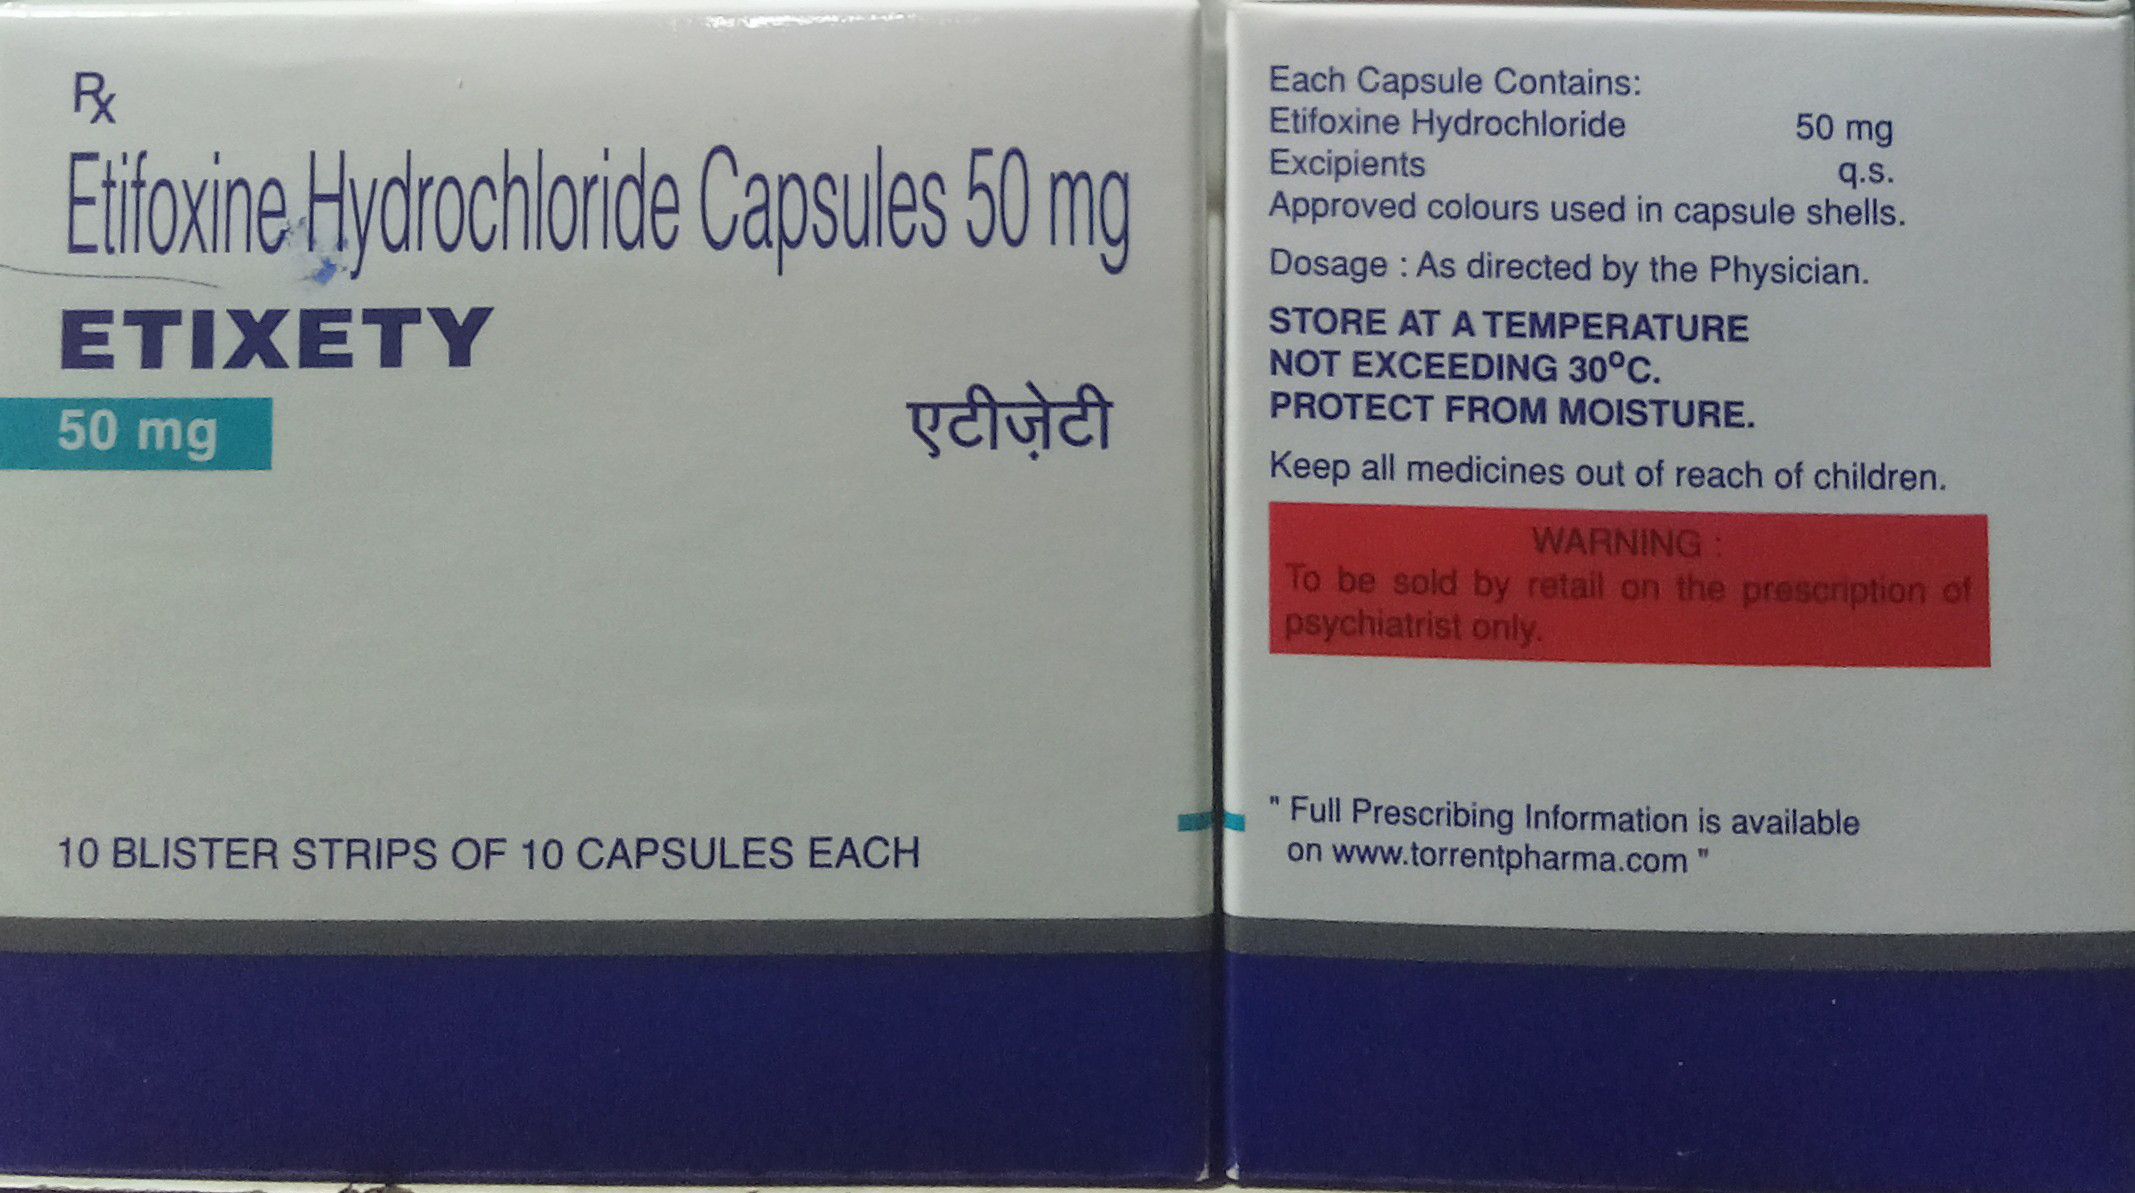 Rx
Etifoxine Hydrochloride Capsules 50 mg
ETIXETY
50 mg
एटीज़ेटी
10 BLISTER STRIPS OF 10 CAPSULES EACH
Each Capsule Contains:
Etifoxine Hydrochloride 50 mg
Excipients q.s.
Approved colours used in capsule shells.
Dosage : As directed by the Physician.
STORE AT A TEMPERATURE
NOT EXCEEDING 30ºC.
PROTECT FROM MOISTURE.
Keep all medicines out of reach of children.
WARNING :
To be sold by retail on the prescription of
psychiatrist only.
" Full Prescribing Information is available
on www.torrentpharma.com "